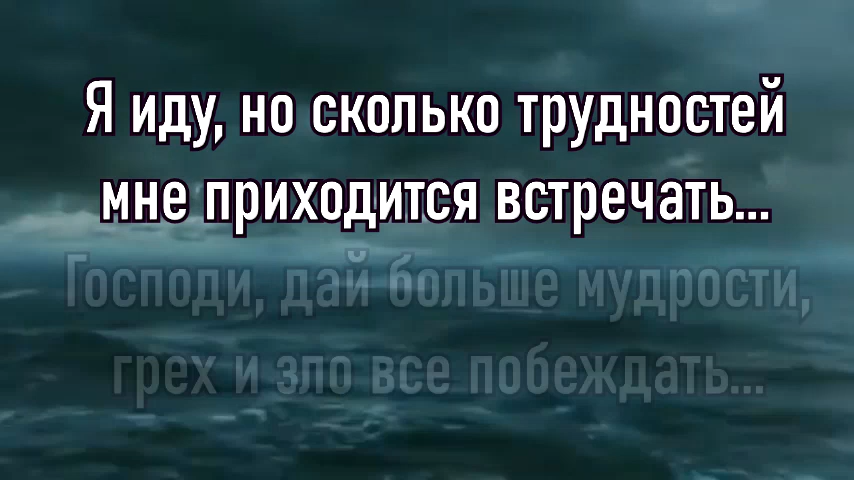 Я иду, но сколько трудностей
мне приходится встречать...
Господи, дай больше мудрости,
грех и зло все побеждать...